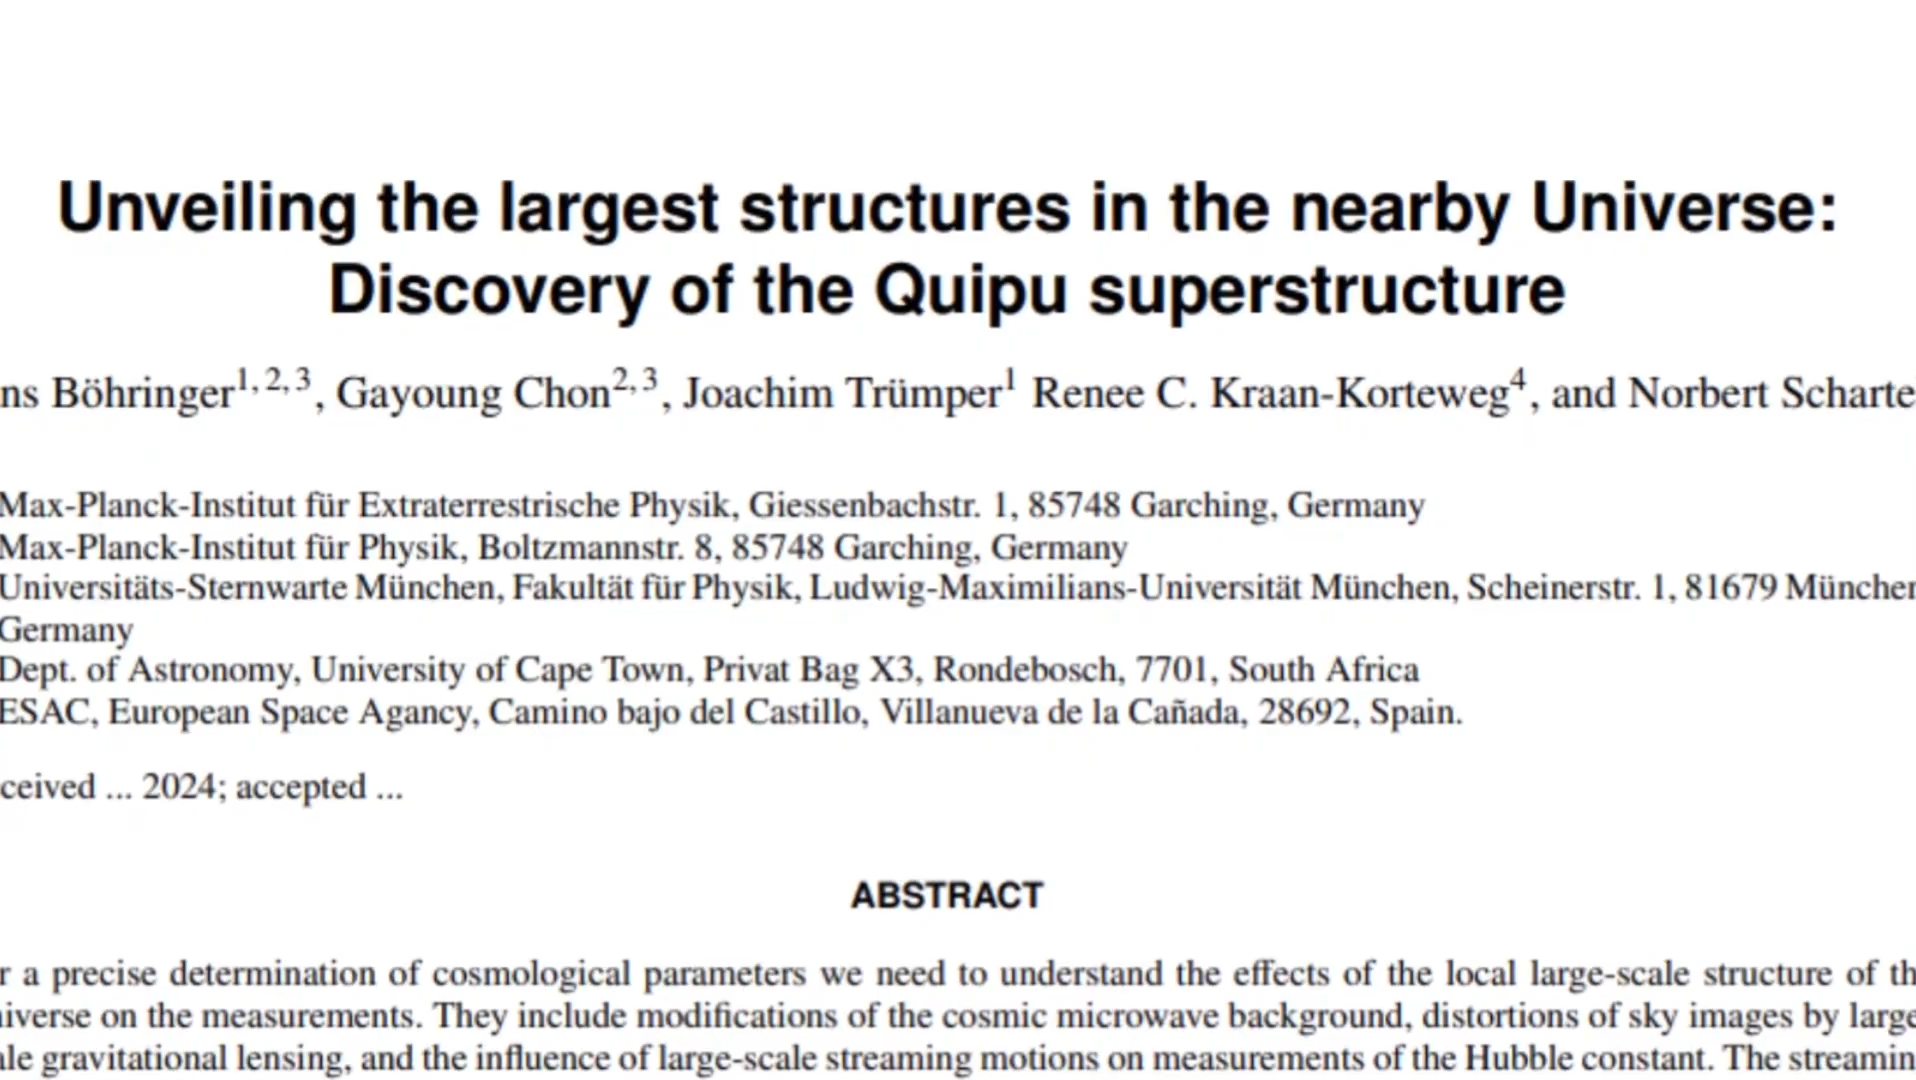 Unveiling the largest structures in the nearby Universe:
Discovery of the Quipu superstructure
ns Böhringer1,2,3, Gayoung Chon2,3, Joachim Trümper1 Renee C. Kraan-Korteweg4, and Norbert Scharte
Max-Planck-Institut für Extraterrestrische Physik, Giessenbachstr. 1, 85748 Garching, Germany
Max-Planck-Institut für Physik, Boltzmannstr. 8, 85748 Garching, Germany
Universitäts-Sternwarte München, Fakultät für Physik, Ludwig-Maximilians-Universität München, Scheinerstr. 1, 81679 München
Germany
Dept. of Astronomy, University of Cape Town, Privat Bag X3, Rondebosch, 7701, South Africa
ESAC, European Space Agancy, Camino bajo del Castillo, Villanueva de la Cañada, 28692, Spain.
ceived ... 2024; accepted ...
ABSTRACT
r a precise determination of cosmological parameters we need to understand the effects of the local large-scale structure of th
niverse on the measurements. They include modifications of the cosmic microwave background, distortions of sky images by large
ale gravitational lensing, and the influence of large-scale streaming motions on measurements of the Hubble constant. The streamin